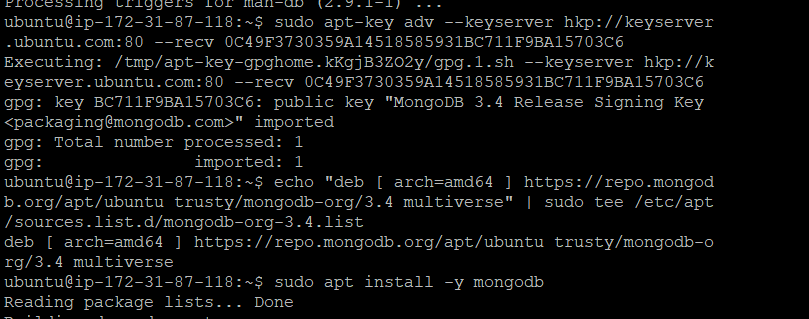 Processing triggers for man-db (2.9.1-1) ...
ubuntu@ip-172-31-87-118:~$ sudo apt-key adv --keyserver hkp://keyserver
.ubuntu.com:80 --recv 0C49F3730359A14518585931BC711F9BA15703C6
Executing: /tmp/apt-key-gpghome.kKgjB3ZO2y/gpg.1.sh --keyserver hkp://k
eyserver.ubuntu.com:80 --recv 0C49F3730359A14518585931BC711F9BA15703C6
gpg: key BC711F9BA15703C6: public key "MongoDB 3.4 Release Signing Key
<packaging@mongodb.com>" imported
gpg: Total number processed: 1
gpg:               imported: 1
ubuntu@ip-172-31-87-118:~$ echo "deb [ arch=amd64 ] https://repo.mongod
b.org/apt/ubuntu trusty/mongodb-org/3.4 multiverse" | sudo tee /etc/apt
/sources.list.d/mongodb-org-3.4.list
deb [ arch=amd64 ] https://repo.mongodb.org/apt/ubuntu trusty/mongodb-o
rg/3.4 multiverse
ubuntu@ip-172-31-87-118:~$ sudo apt install -y mongodb
Reading package lists... Done